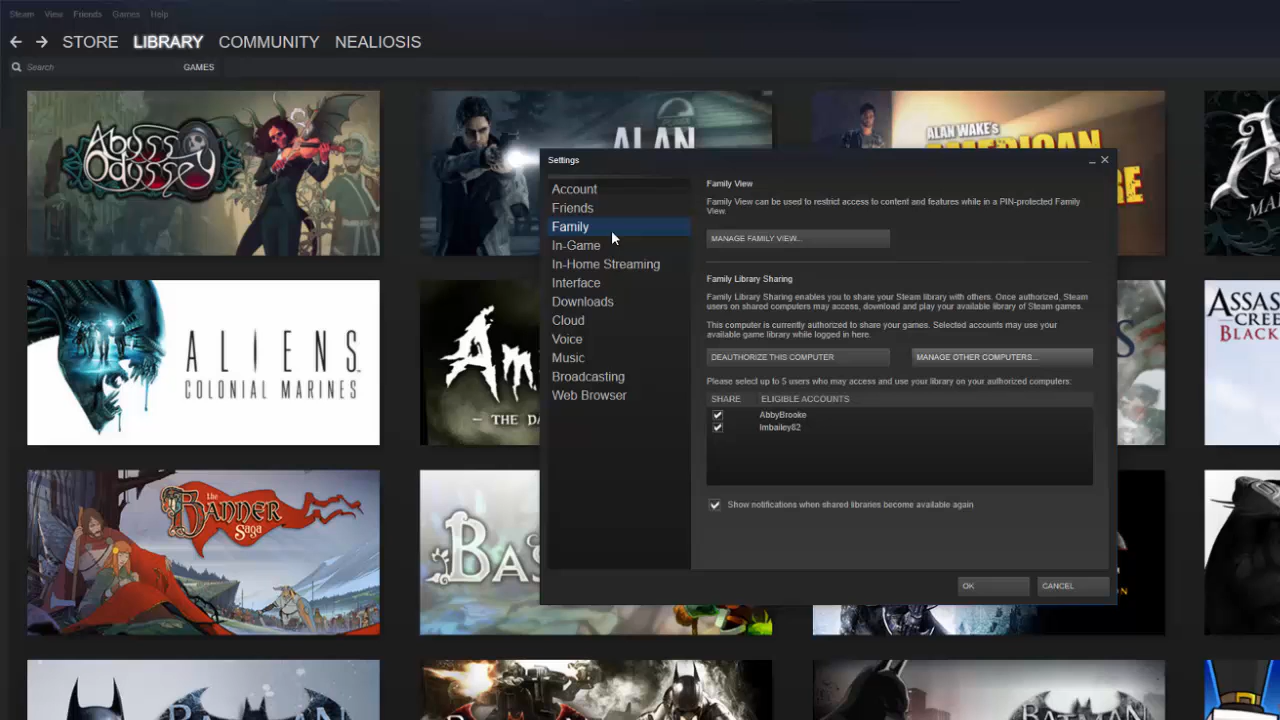 Steam View Friends Games Help
STORE LIBRARY COMMUNITY NEALIOSIS
Search GAMES
Abyss Odyssey
ALAN
ALAN WAKE'S
AMERICAN
Settings
Account
Friends
Family
In-Game
In-Home Streaming
Interface
Downloads
Cloud
Voice
Music
Broadcasting
Web Browser
Family View
Family View can be used to restrict access to content and features while in a PIN-protected Family
View.
MANAGE FAMILY VIEW...
Family Library Sharing
Family Library Sharing enables you to share your Steam library with others. Once authorized, Steam
users on shared computers may access, download and play your available library of Steam games.
This computer is currently authorized to share your games. Selected accounts may use your
available game library while logged in here.
DEAUTHORIZE THIS COMPUTER MANAGE OTHER COMPUTERS...
Please select up to 5 users who may access and use your library on your authorized computers:
SHARE ELIGIBLE ACCOUNTS
AbbyBrooke
Imbailey82
Show notifications when shared libraries become available again
OK CANCEL
ALIENS
COLONIAL MARINES
Am
THE DA
ASSAS
CREE
BLACK
the
BANNER
SAGA
BAS
BATMAN